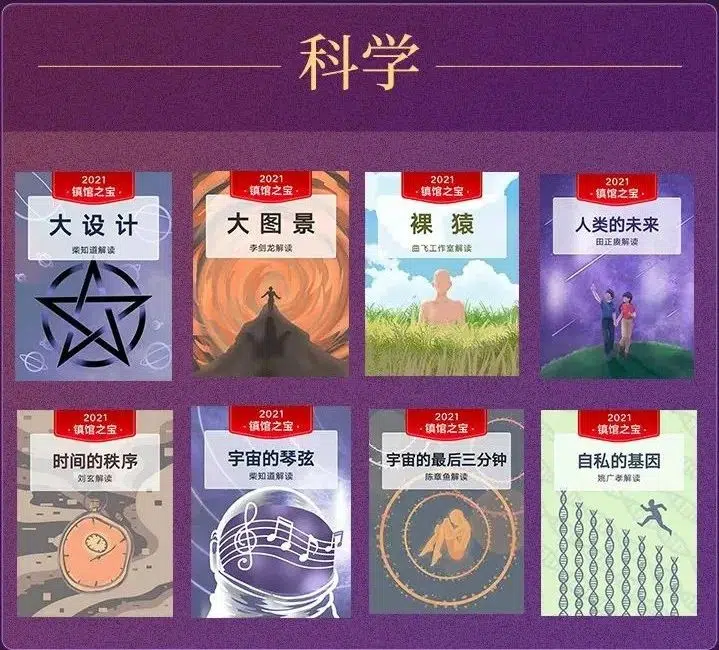 科学
2021
镇馆之宝
大设计
柴知道解读
2021
镇馆之宝
大图景
李剑龙解读
2021
镇馆之宝
裸猿
曲飞工作室解读
2021
镇馆之宝
人类的未来
田正赓解读
2021
镇馆之宝
时间的秩序
刘玄解读
2021
镇馆之宝
宇宙的琴弦
柴知道解读
2021
镇馆之宝
宇宙的最后三分钟
陈章鱼解读
2021
镇馆之宝
自私的基因
姚广孝解读